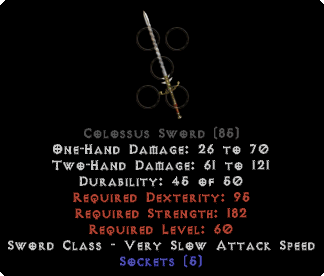 Colossus Sword (85)
One-Hand Damage: 26 to 70
Two-Hand Damage: 61 to 121
Durability: 45 of 50
Required Dexterity: 95
Required Strength: 182
Required Level: 60
Sword Class - Very Slow Attack Speed
Sockets (5)